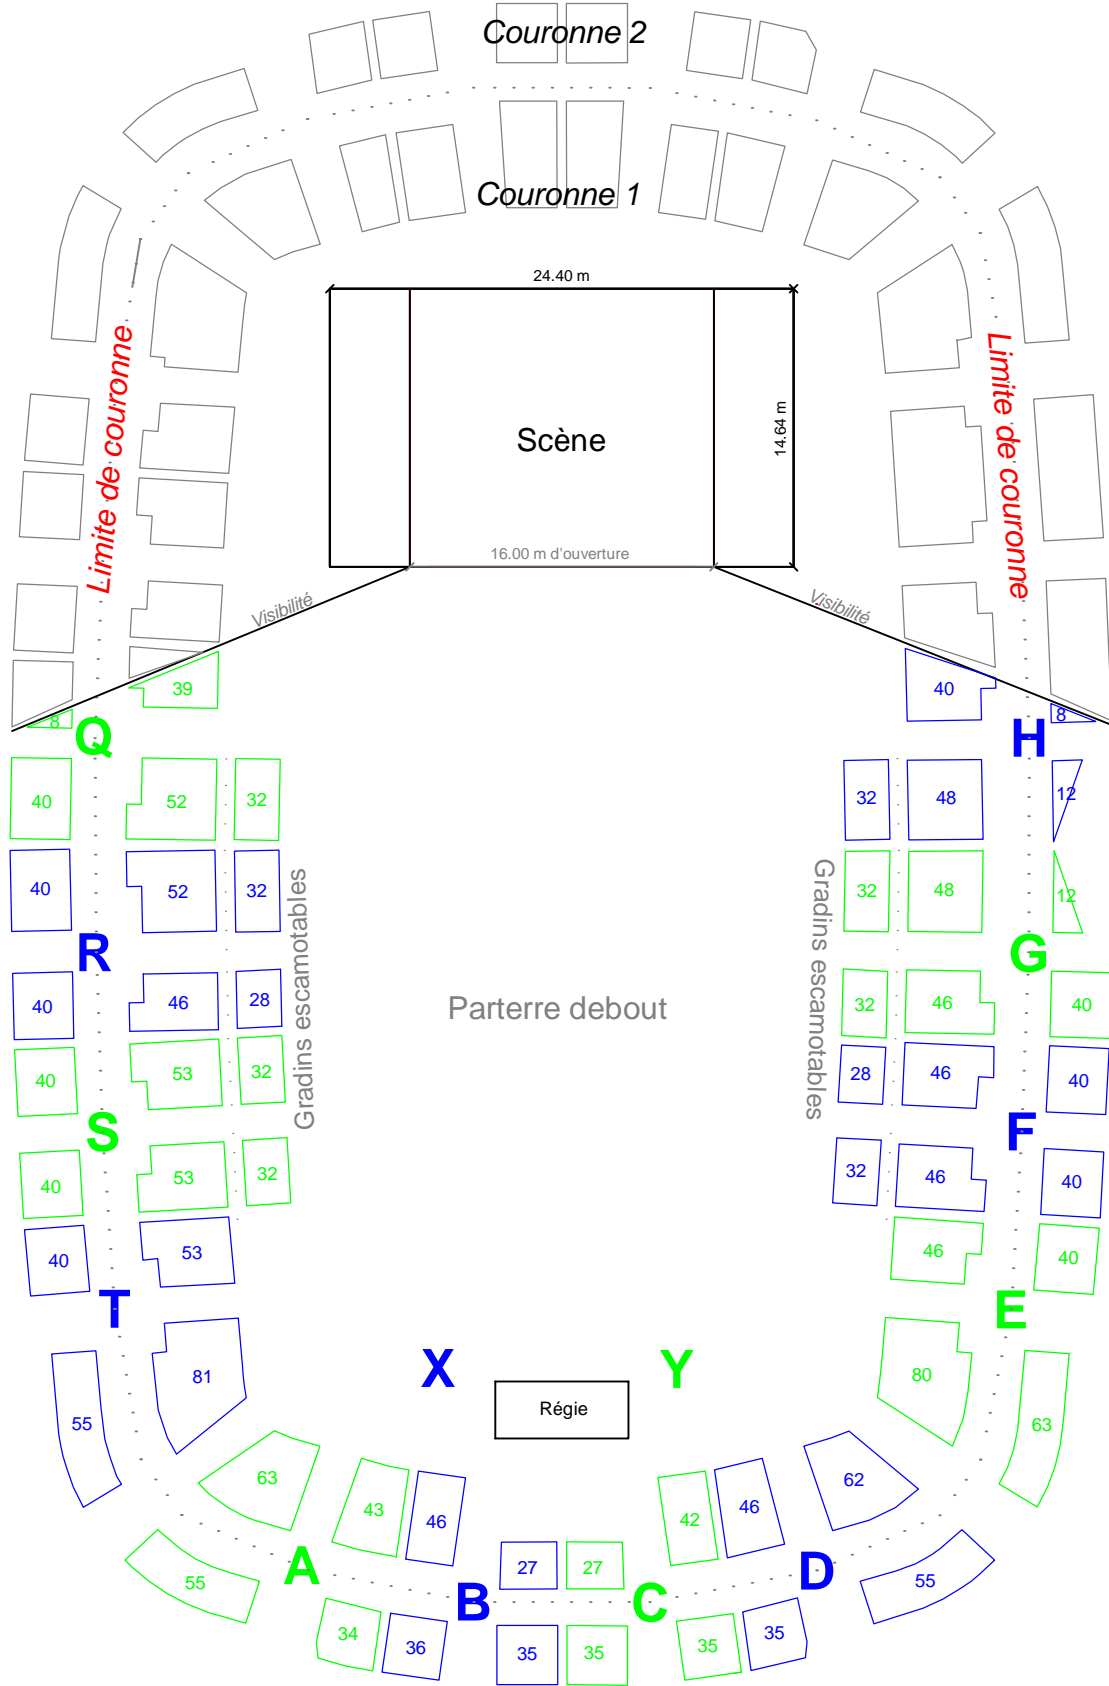 Couronne 2
Couronne 1
24.40 m
Limite de couronne
Limite de couronne
Scène
14.64 m
16.00 m d'ouverture
Visibilité
Visibilité
39
40
8
8
Q
H
40
52
32
32
48
12
40
52
32
32
48
12
Gradins escamotables
Gradins escamotables
R
G
40
46
28
Parterre debout
32
46
40
40
53
32
28
46
40
S
F
40
53
32
32
46
40
40
53
46
40
T
E
X
Y
81
80
Régie
55
63
63
43
46
42
46
62
A
27
27
D
55
55
B
C
34
36
35
35
35
35